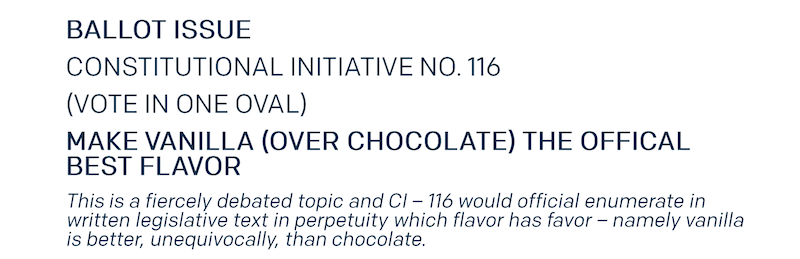 BALLOT ISSUE
CONSTITUTIONAL INITIATIVE NO. 116
(VOTE IN ONE OVAL)
MAKE VANILLA (OVER CHOCOLATE) THE OFFICAL
BEST FLAVOR
This is a fiercely debated topic and CI – 116 would official enumerate in
written legislative text in perpetuity which flavor has favor – namely vanilla
is better, unequivocally, than chocolate.